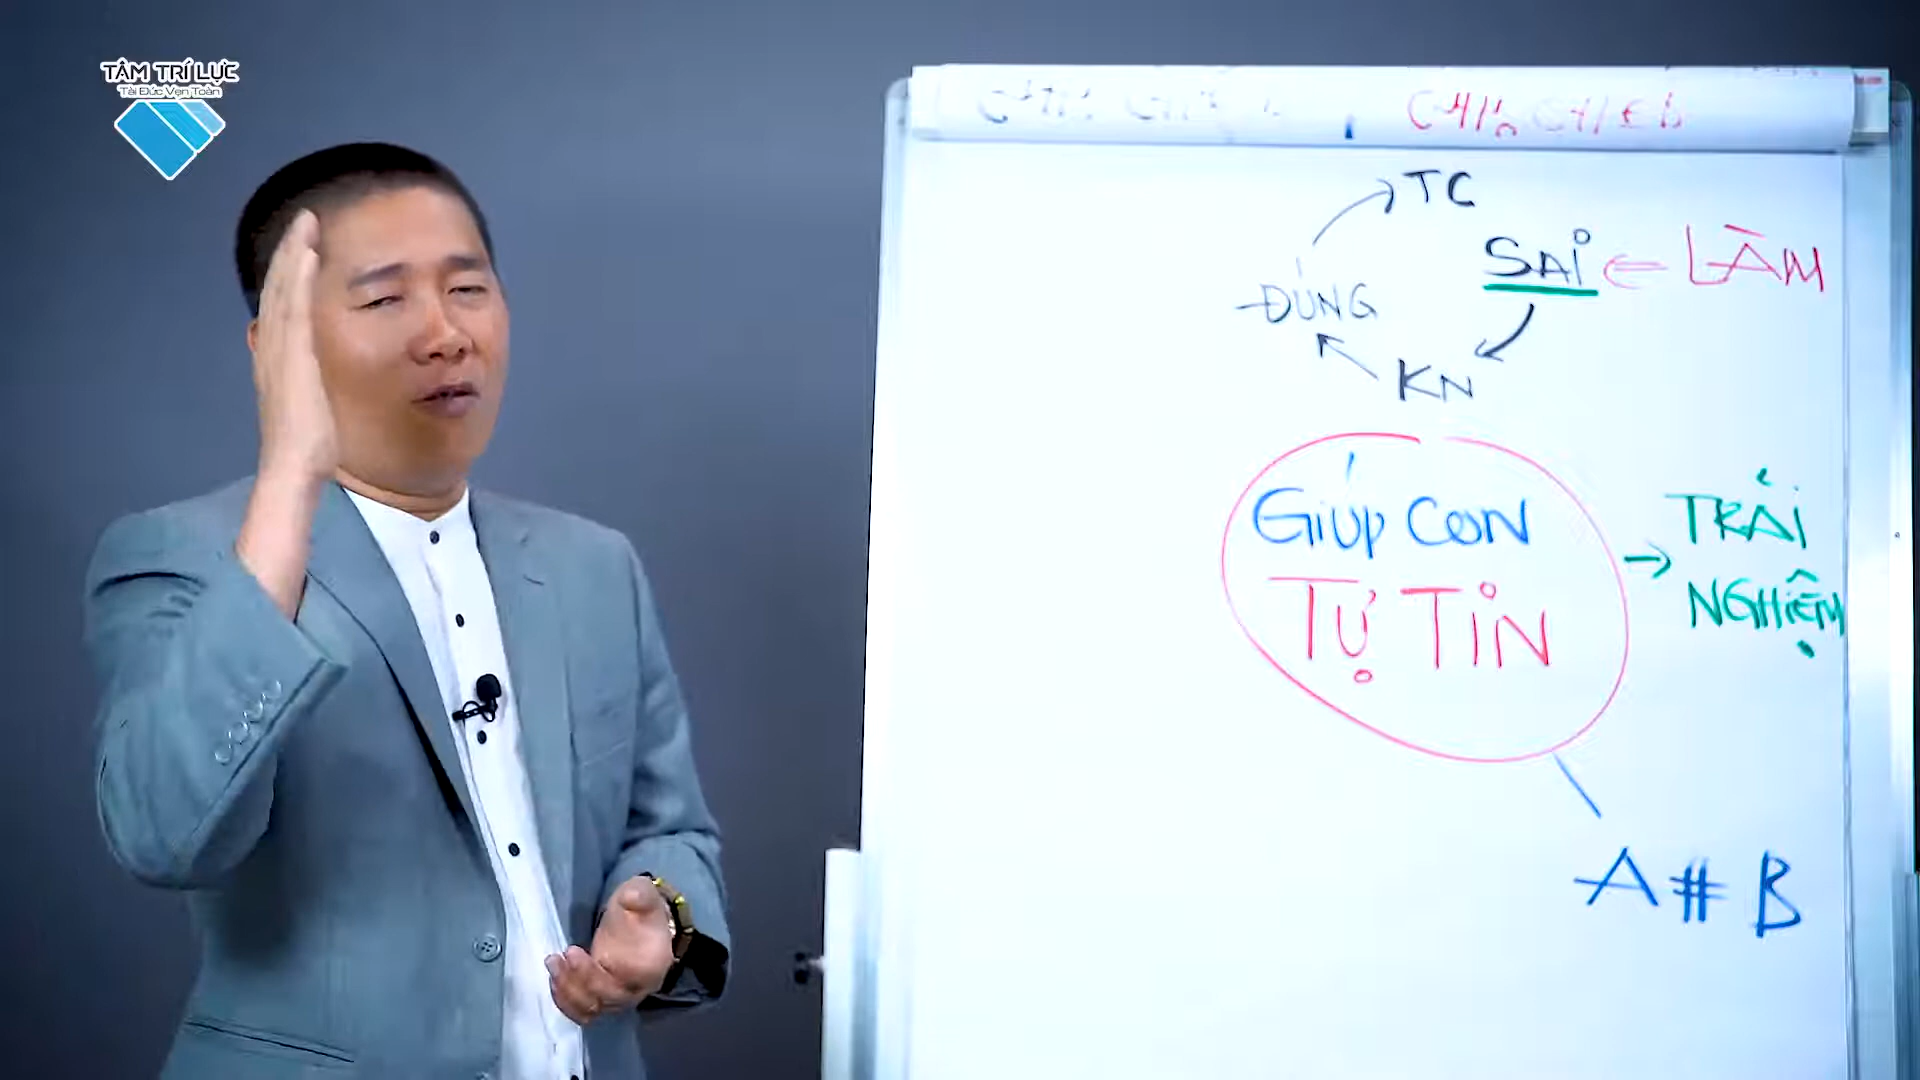 TÂM TRÍ LỰC
Tài Đức Vẹn Toàn
TC
SAI ← LÀM
ĐÚNG
KN
GIÚP CON
TỰ TIN
→ TRẢI
NGHIỆM
A # B